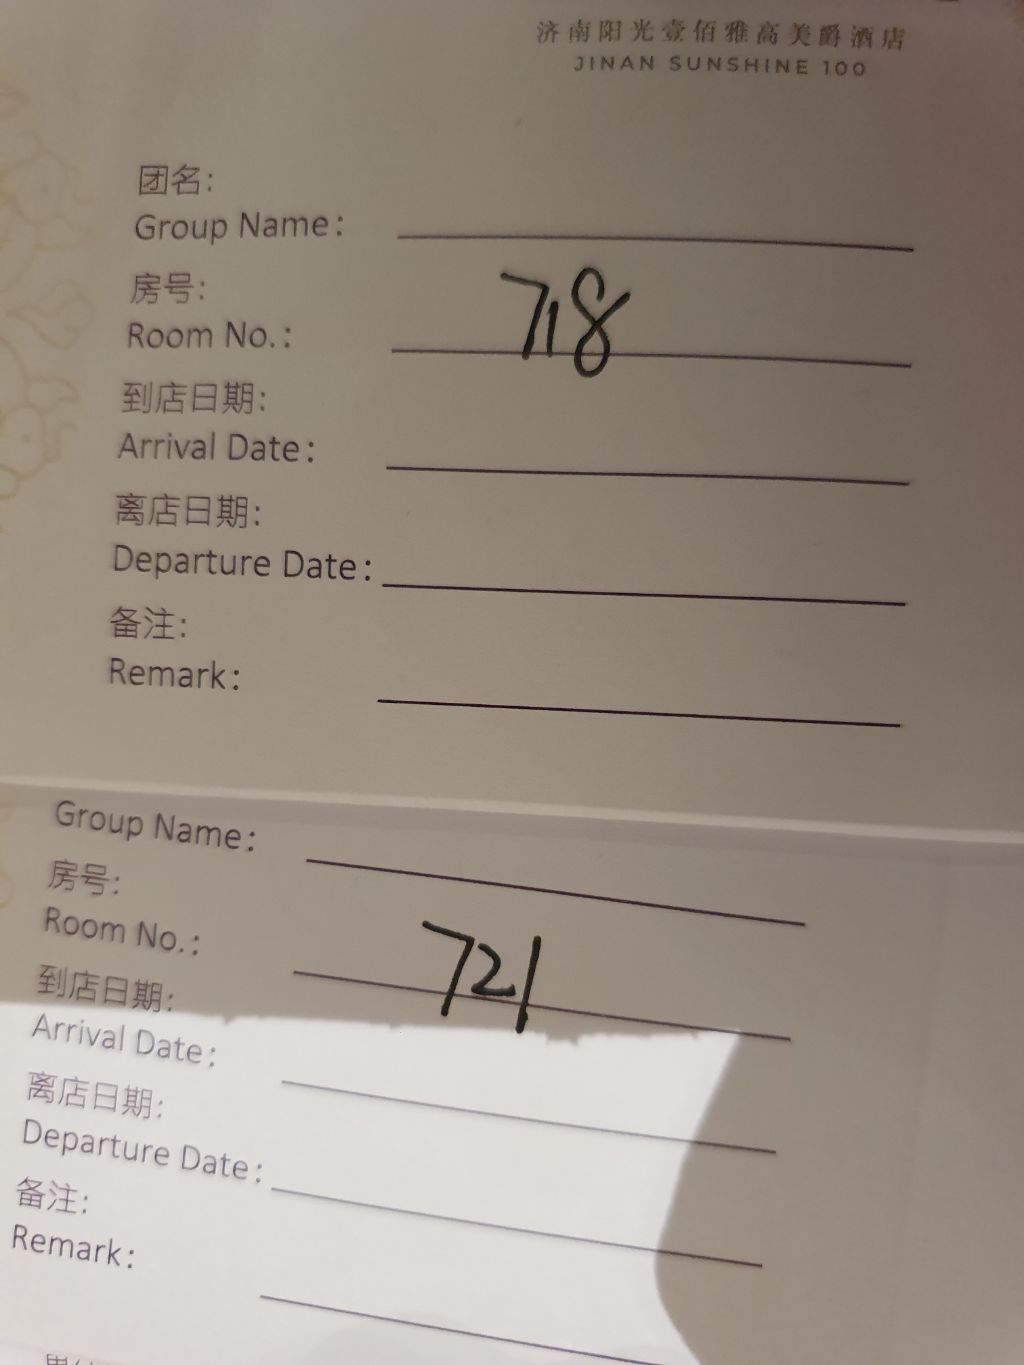 济南阳光壹佰雅高美爵酒店
JINAN SUNSHINE 100
团名:
Group Name:
房号:
Room No.: 718
到店日期:
Arrival Date:
离店日期:
Departure Date:
备注:
Remark:
Group Name:
房号:
Room No.: 721
到店日期:
Arrival Date:
离店日期:
Departure Date:
备注:
Remark: